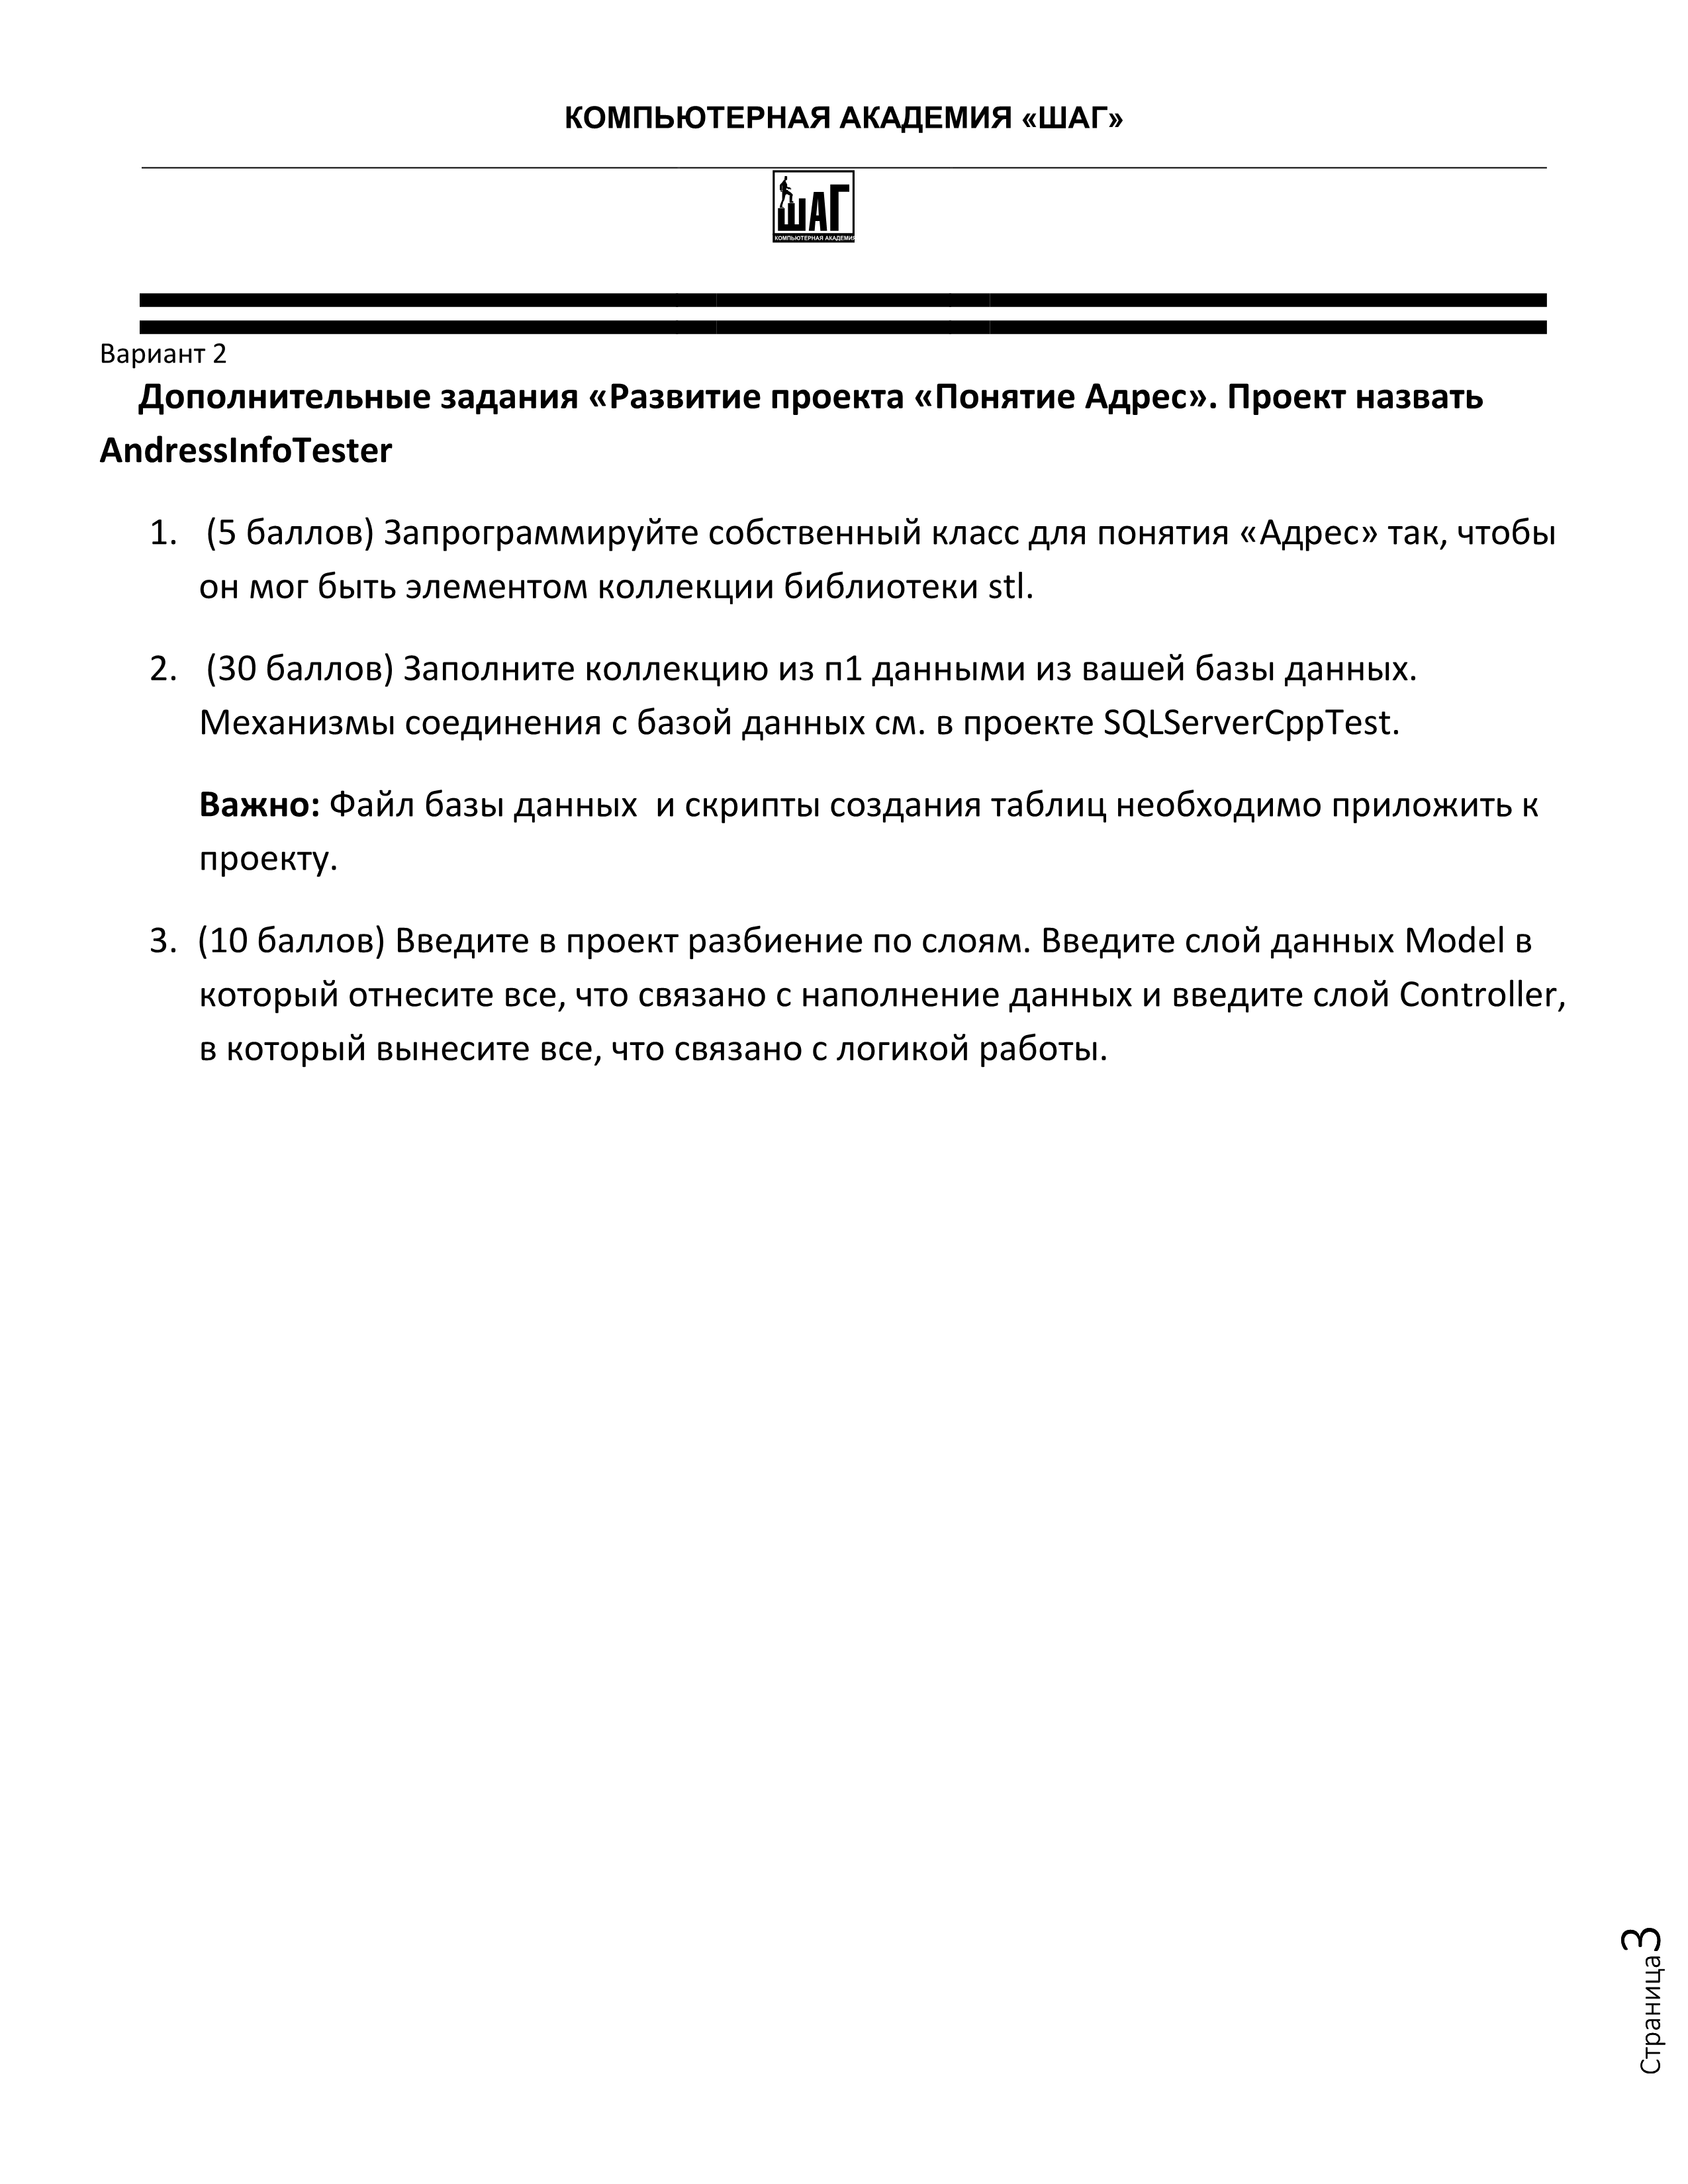 КОМПЬЮТЕРНАЯ АКАДЕМИЯ «ШАГ»
ШАГ
КОМПЬЮТЕРНАЯ АКАДЕМИЯ
Вариант 2
Дополнительные задания «Развитие проекта «Понятие Адрес». Проект назвать
AndressInfoTester
1. (5 баллов) Запрограммируйте собственный класс для понятия «Адрес» так, чтобы
он мог быть элементом коллекции библиотеки stl.
2. (30 баллов) Заполните коллекцию из п1 данными из вашей базы данных.
Механизмы соединения с базой данных см. в проекте SQLServerCppTest.
Важно: Файл базы данных  и скрипты создания таблиц необходимо приложить к
проекту.
3. (10 баллов) Введите в проект разбиение по слоям. Введите слой данных Model в
который отнесите все, что связано с наполнение данных и введите слой Controller,
в который вынесите все, что связано с логикой работы.
Страница3